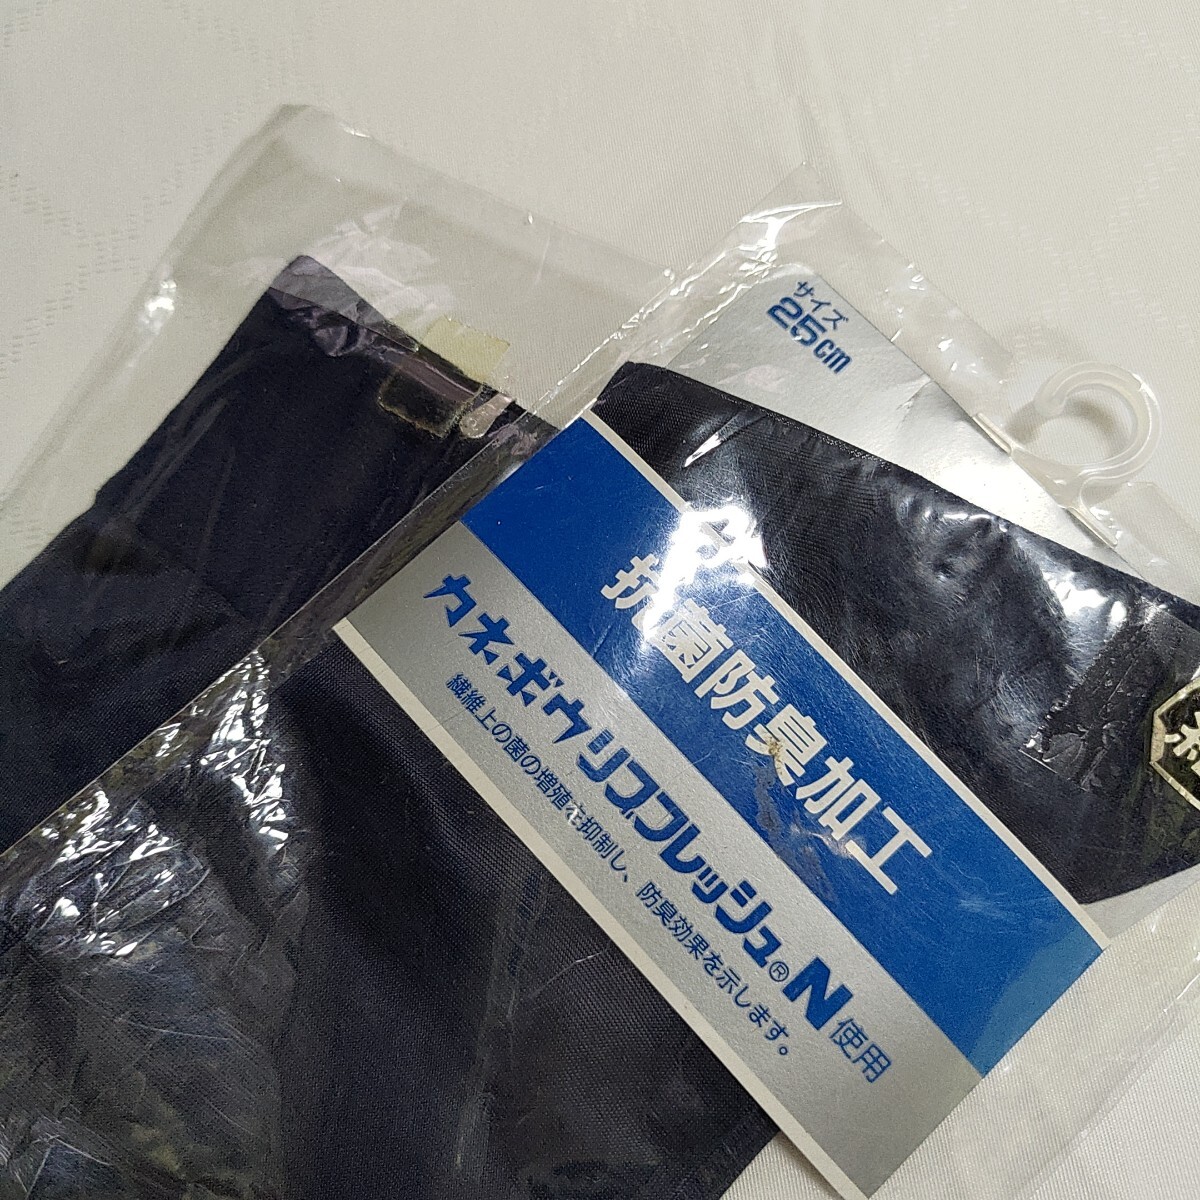 サイズ
25cm
抗菌防臭加工
カネボウリブフレッシュ®N使用
繊維上の菌の増殖を抑制し、防臭効果を示します。